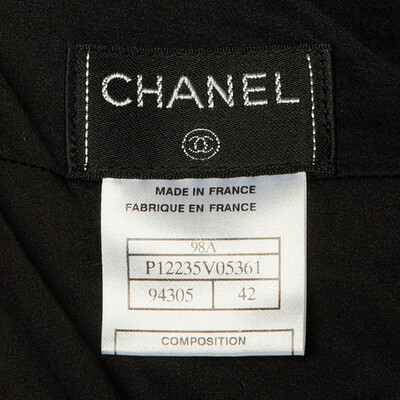 CHANEL
MADE IN FRANCE
FABRIQUE EN FRANCE
98A
P12235V05361
94305 42
COMPOSITION